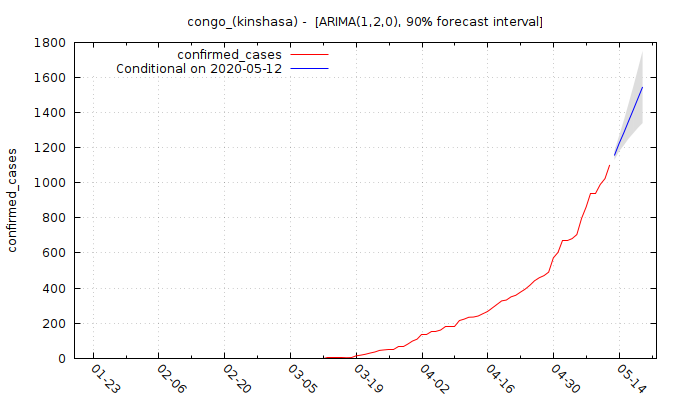 congo_(kinshasa) - [ARIMA(1,2,0), 90% forecast interval]
confirmed_cases
Conditional on 2020-05-12
confirmed_cases
1800
1600
1400
1200
1000
800
600
400
200
0
01-23 02-06 02-20 03-05 03-19 04-02 04-16 04-30 05-14